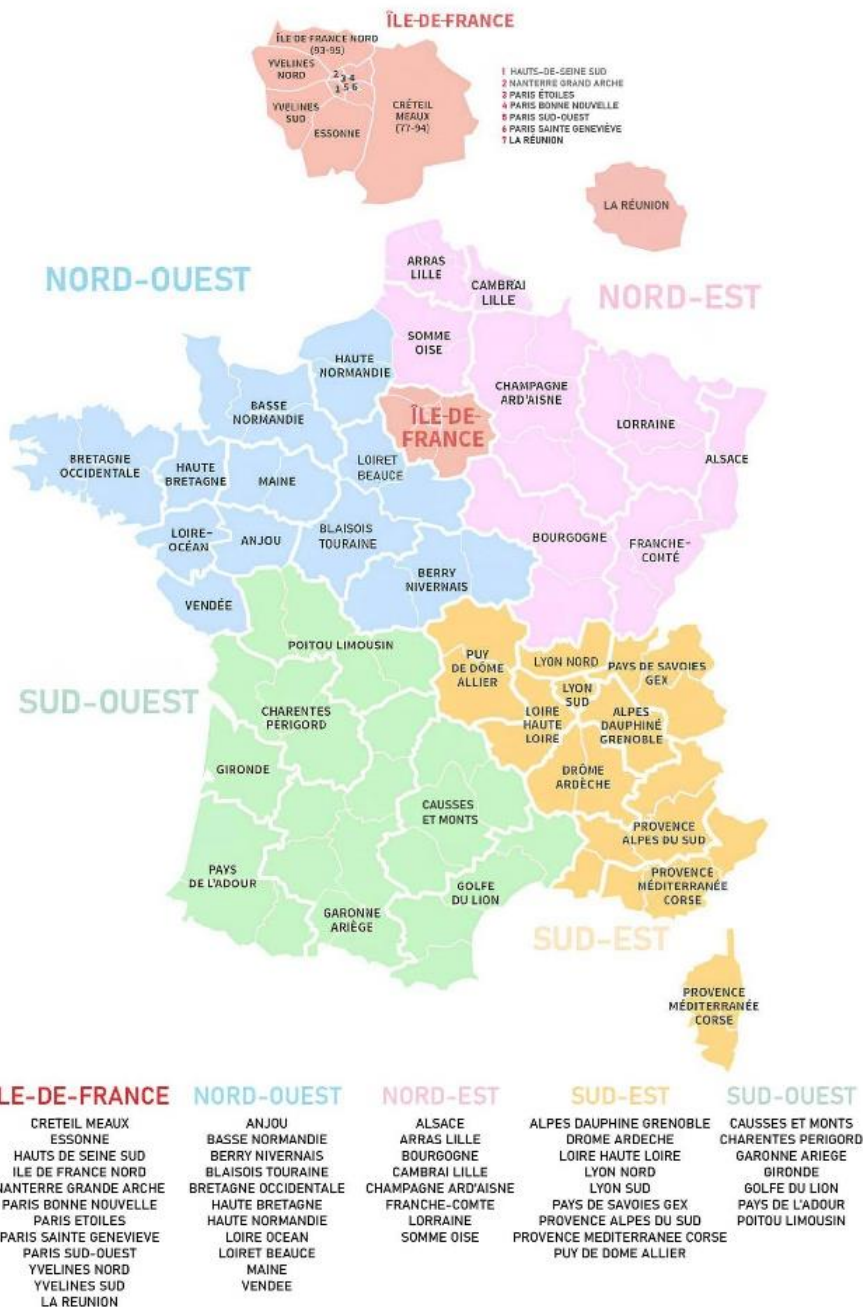 ÎLE-DE-FRANCE
ÎLE DE FRANCE NORD
(93-95)
YVELINES
NORD
2
3 4
1 5 6
YVELINES
SUD
ESSONNE
CRÉTEIL
MEAUX
(77-94)
1 HAUTS-DE-SEINE SUD
2 NANTERRE GRAND ARCHE
3 PARIS ÉTOILES
4 PARIS BONNE NOUVELLE
5 PARIS SUD-OUEST
6 PARIS SAINTE GENEVIÈVE
7 LA RÉUNION
LA RÉUNION
NORD-OUEST
NORD-EST
ARRAS
LILLE
CAMBRAI
LILLE
SOMME
OISE
HAUTE
NORMANDIE
CHAMPAGNE
ARD'AISNE
BASSE
NORMANDIE
ÎLE-DE-
FRANCE
LORRAINE
ALSACE
BRETAGNE
OCCIDENTALE
HAUTE
BRETAGNE
MAINE
LOIRET
BEAUCE
LOIRE-
OCÉAN
ANJOU
BLAISOIS
TOURAINE
BOURGOGNE
FRANCHE-
COMTÉ
BERRY
NIVERNAIS
VENDÉE
POITOU LIMOUSIN
PUY
DE DÔME
ALLIER
LYON NORD
PAYS DE SAVOIES
GEX
SUD-OUEST
LYON
SUD
CHARENTES
PÉRIGORD
LOIRE
HAUTE
LOIRE
ALPES
DAUPHINÉ
GRENOBLE
GIRONDE
DRÔME
ARDÈCHE
CAUSSES
ET MONTS
PROVENCE
ALPES DU SUD
PAYS
DE L'ADOUR
GOLFE
DU LION
PROVENCE
MÉDITERRANÉE
CORSE
GARONNE
ARIÈGE
SUD-EST
PROVENCE
MÉDITERRANÉE
CORSE
LE-DE-FRANCE
CRETEIL MEAUX
ESSONNE
HAUTS DE SEINE SUD
ILE DE FRANCE NORD
NANTERRE GRANDE ARCHE
PARIS BONNE NOUVELLE
PARIS ETOILES
PARIS SAINTE GENEVIEVE
PARIS SUD-OUEST
YVELINES NORD
YVELINES SUD
LA REUNION
NORD-OUEST
ANJOU
BASSE NORMANDIE
BERRY NIVERNAIS
BLAISOIS TOURAINE
BRETAGNE OCCIDENTALE
HAUTE BRETAGNE
HAUTE NORMANDIE
LOIRE OCEAN
LOIRET BEAUCE
MAINE
VENDEE
NORD-EST
ALSACE
ARRAS LILLE
BOURGOGNE
CAMBRAI LILLE
CHAMPAGNE ARD'AISNE
FRANCHE-COMTE
LORRAINE
SOMME OISE
SUD-EST
ALPES DAUPHINE GRENOBLE
DROME ARDECHE
LOIRE HAUTE LOIRE
LYON NORD
LYON SUD
PAYS DE SAVOIES GEX
PROVENCE ALPES DU SUD
PROVENCE MEDITERRANEE CORSE
PUY DE DOME ALLIER
SUD-OUEST
CAUSSES ET MONTS
CHARENTES PERIGORD
GARONNE ARIEGE
GIRONDE
GOLFE DU LION
PAYS DE L'ADOUR
POITOU LIMOUSIN